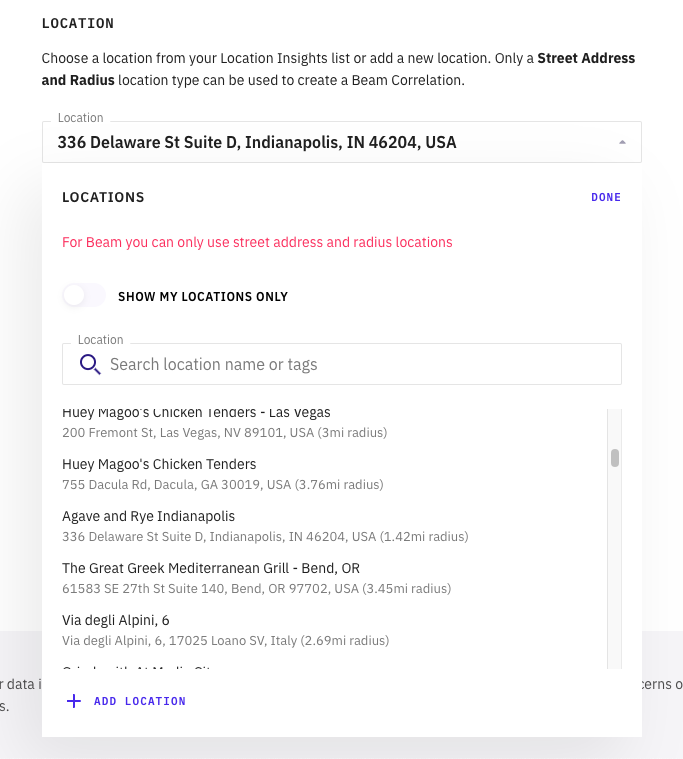 LOCATION
Choose a location from your Location Insights list or add a new location. Only a Street Address
and Radius location type can be used to create a Beam Correlation.
Location
336 Delaware St Suite D, Indianapolis, IN 46204, USA
LOCATIONS
DONE
For Beam you can only use street address and radius locations
SHOW MY LOCATIONS ONLY
Location
Search location name or tags
Huey Magoo's Chicken Tenders - Las Vegas
200 Fremont St, Las Vegas, NV 89101, USA (3mi radius)
Huey Magoo's Chicken Tenders
755 Dacula Rd, Dacula, GA 30019, USA (3.76mi radius)
Agave and Rye Indianapolis
336 Delaware St Suite D, Indianapolis, IN 46204, USA (1.42mi radius)
The Great Greek Mediterranean Grill - Bend, OR
61583 SE 27th St Suite 140, Bend, OR 97702, USA (3.45mi radius)
Via degli Alpini, 6
Via degli Alpini, 6, 17025 Loano SV, Italy (2.69mi radius)
r data i
cerns o
s.
ADD LOCATION